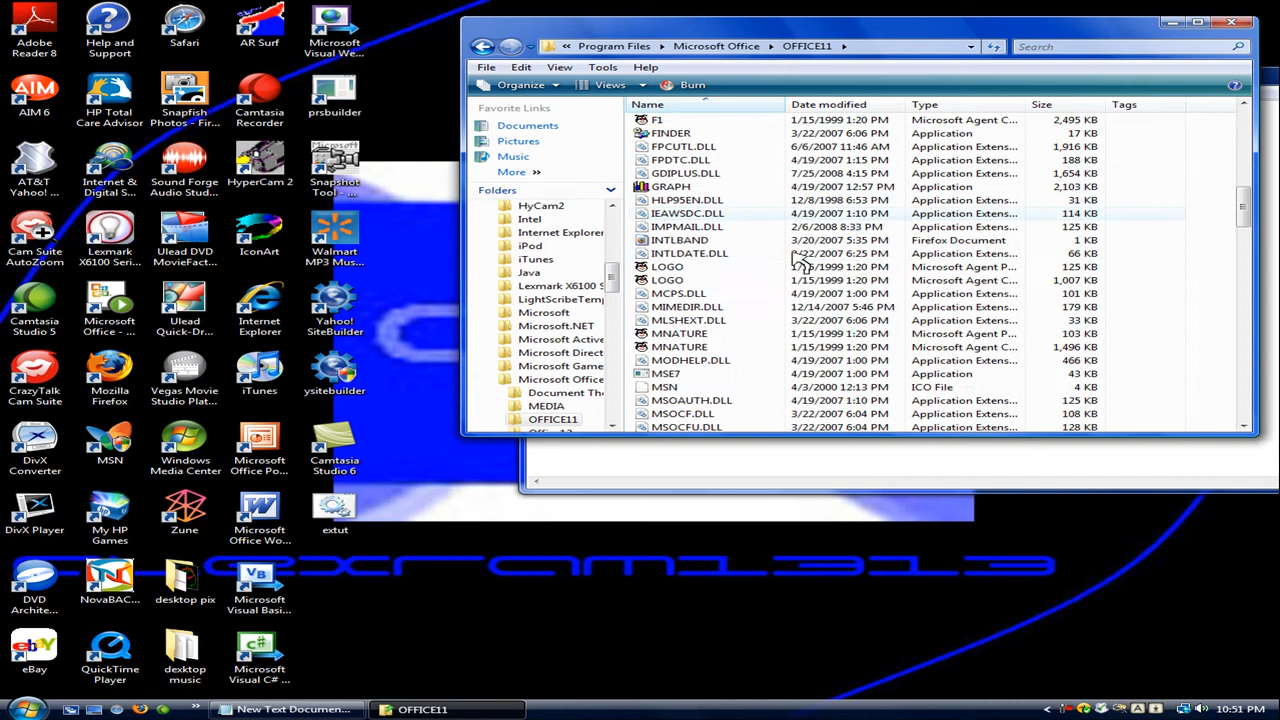 Adobe
Reader 8
Help and
Support
Safari
AR Surf
Microsoft
Visual We...
AIM 6
HP Total
Care Advisor
Snapfish
Photos - Fir...
Camtasia
Recorder
prsbuilder
AT&T
Yahoo! ...
Internet &
Digital S...
Sound Forge
Audio Stud...
HyperCam 2
Snapshot
Tool - ...
Cam Suite
AutoZoom
Lexmark
X6100 Seri...
Ulead DVD
MovieFact...
IconArt
Walmart
MP3 Mus...
Camtasia
Studio 5
Microsoft
Office - ...
Ulead
Quick-Dr...
Internet
Explorer
Yahoo!
SiteBuilder
CrazyTalk
Cam Suite
Mozilla
Firefox
Vegas Movie
Studio Plat...
iTunes
ysitebuilder
DivX
Converter
MSN
Windows
Media Center
Microsoft
Office Po...
Camtasia
Studio 6
DivX Player
My HP
Games
Zune
Microsoft
Office Wo...
extut
DVD
Archite...
NovaBAC...
desktop pix
Microsoft
Visual Basi...
eBay
QuickTime
Player
dexktop
music
Microsoft
Visual C# ...
Program Files
Microsoft Office
OFFICE11
Search
File Edit View Tools Help
Organize Views Burn
Favorite Links
Documents
Pictures
Music
More
Folders
HyCam2
Intel
Internet Explorer
iPod
iTunes
Java
Lexmark X6100 S
LightScribeTemp
Microsoft
Microsoft.NET
Microsoft Active
Microsoft Direct
Microsoft Game
Microsoft Office
Document The
MEDIA
OFFICE11
Name Date modified Type Size Tags
F1 1/15/1999 1:20 PM Microsoft Agent C... 2,495 KB
FINDER 3/22/2007 6:06 PM Application 17 KB
FPCUTL.DLL 6/6/2007 11:46 AM Application Extens... 1,916 KB
FPDTC.DLL 4/19/2007 1:15 PM Application Extens... 188 KB
GDIPLUS.DLL 7/25/2008 4:15 PM Application Extens... 1,654 KB
GRAPH 4/19/2007 12:57 PM Application 2,103 KB
HLP95EN.DLL 12/8/1998 6:53 PM Application Extens... 31 KB
IEAWSDC.DLL 4/19/2007 1:10 PM Application Extens... 114 KB
IMPMAIL.DLL 2/6/2008 8:33 PM Application Extens... 125 KB
INTLBAND 3/20/2007 5:35 PM Firefox Document 1 KB
INTLDATE.DLL 6:25 PM Application Extens... 66 KB
LOGO 1:20 PM Microsoft Agent P... 125 KB
LOGO 1/15/1999 1:20 PM Microsoft Agent C... 1,007 KB
MCPS.DLL 4/19/2007 1:00 PM Application Extens... 101 KB
MIMEDIR.DLL 12/14/2007 5:46 PM Application Extens... 187 KB
MLSHEXT.DLL 3/22/2007 6:06 PM Application Extens... 33 KB
MNATURE 1/15/1999 1:20 PM Microsoft Agent P... 103 KB
MNATURE 1/15/1999 1:20 PM Microsoft Agent C... 1,496 KB
MODHELP.DLL 4/19/2007 1:00 PM Application Extens... 466 KB
MSE7 4/19/2007 1:00 PM Application 43 KB
MSN 4/3/2000 12:13 PM ICO File 4 KB
MSOAUTH.DLL 4/19/2007 1:10 PM Application Extens... 125 KB
MSOCF.DLL 3/22/2007 6:04 PM Application Extens... 108 KB
MSOCFU.DLL 3/22/2007 6:04 PM Application Extens... 128 KB
exram1313
New Text Documen...
OFFICE11
10:51 PM